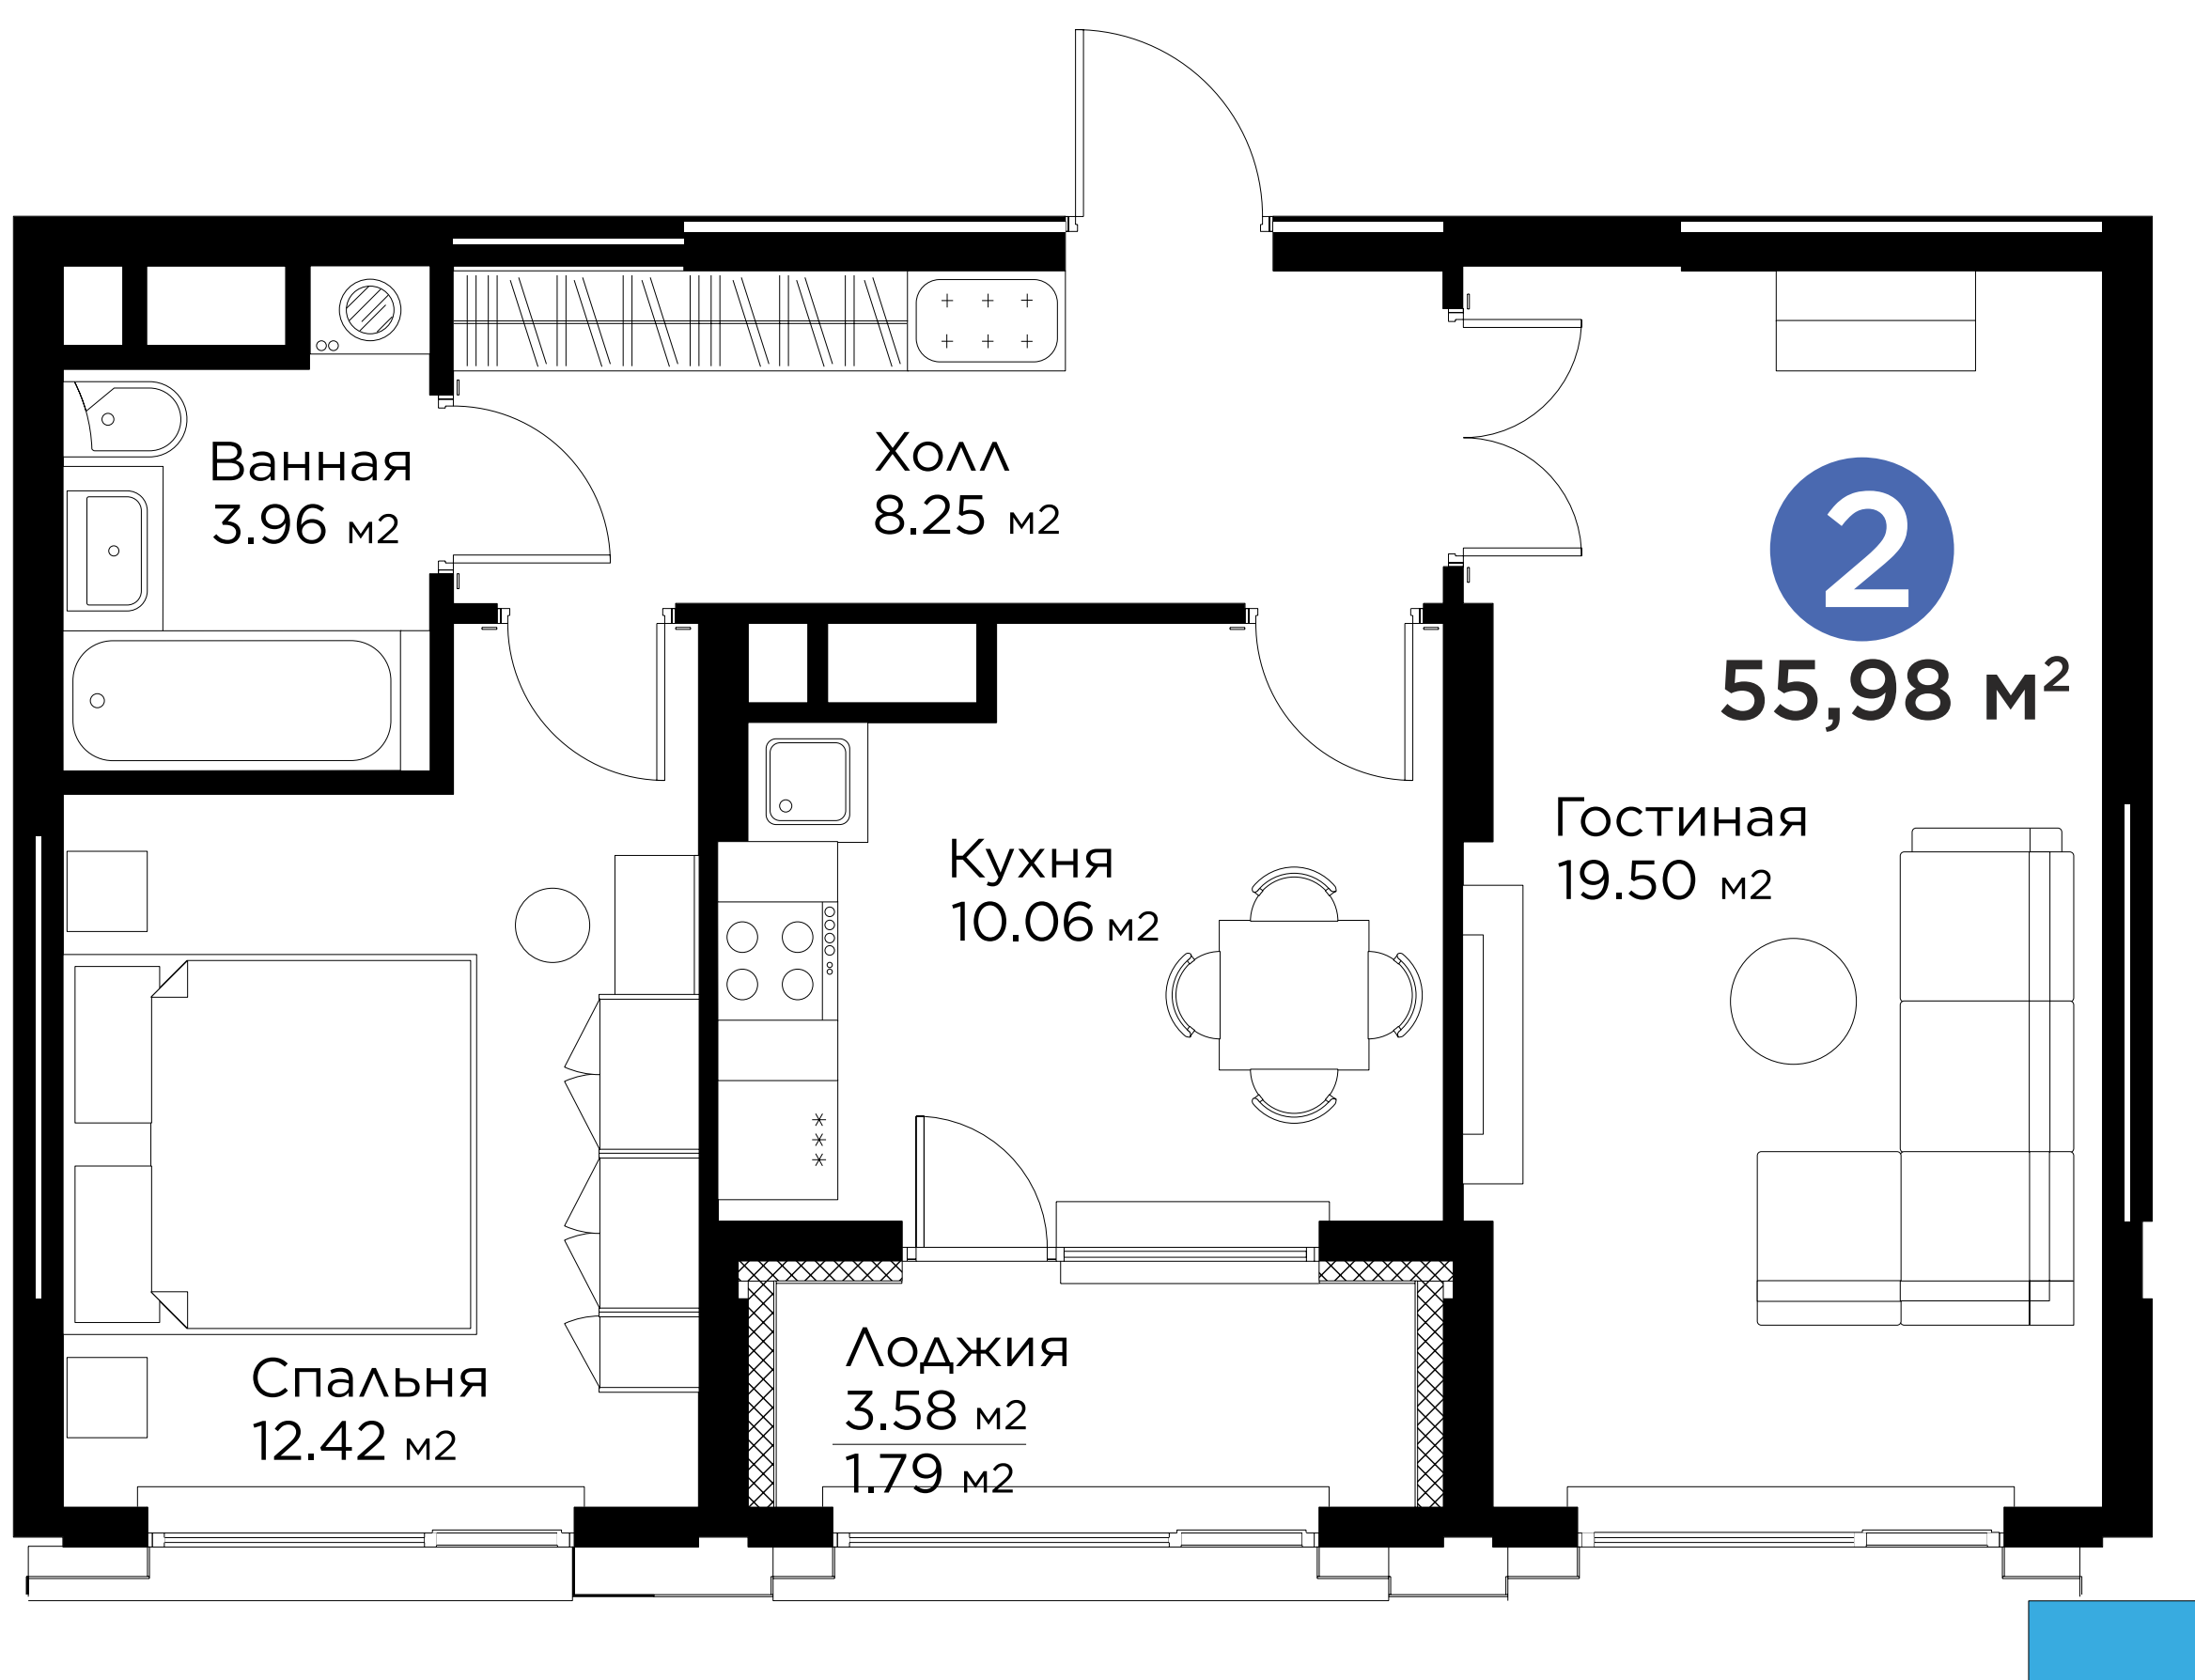 Ванная
3.96 м2
Холл
8.25 м2
2
55,98 м²
Гостиная
19.50 м2
Кухня
10.06 м2
Лоджия
3.58 м2
1.79 м2
Спальня
12.42 м2